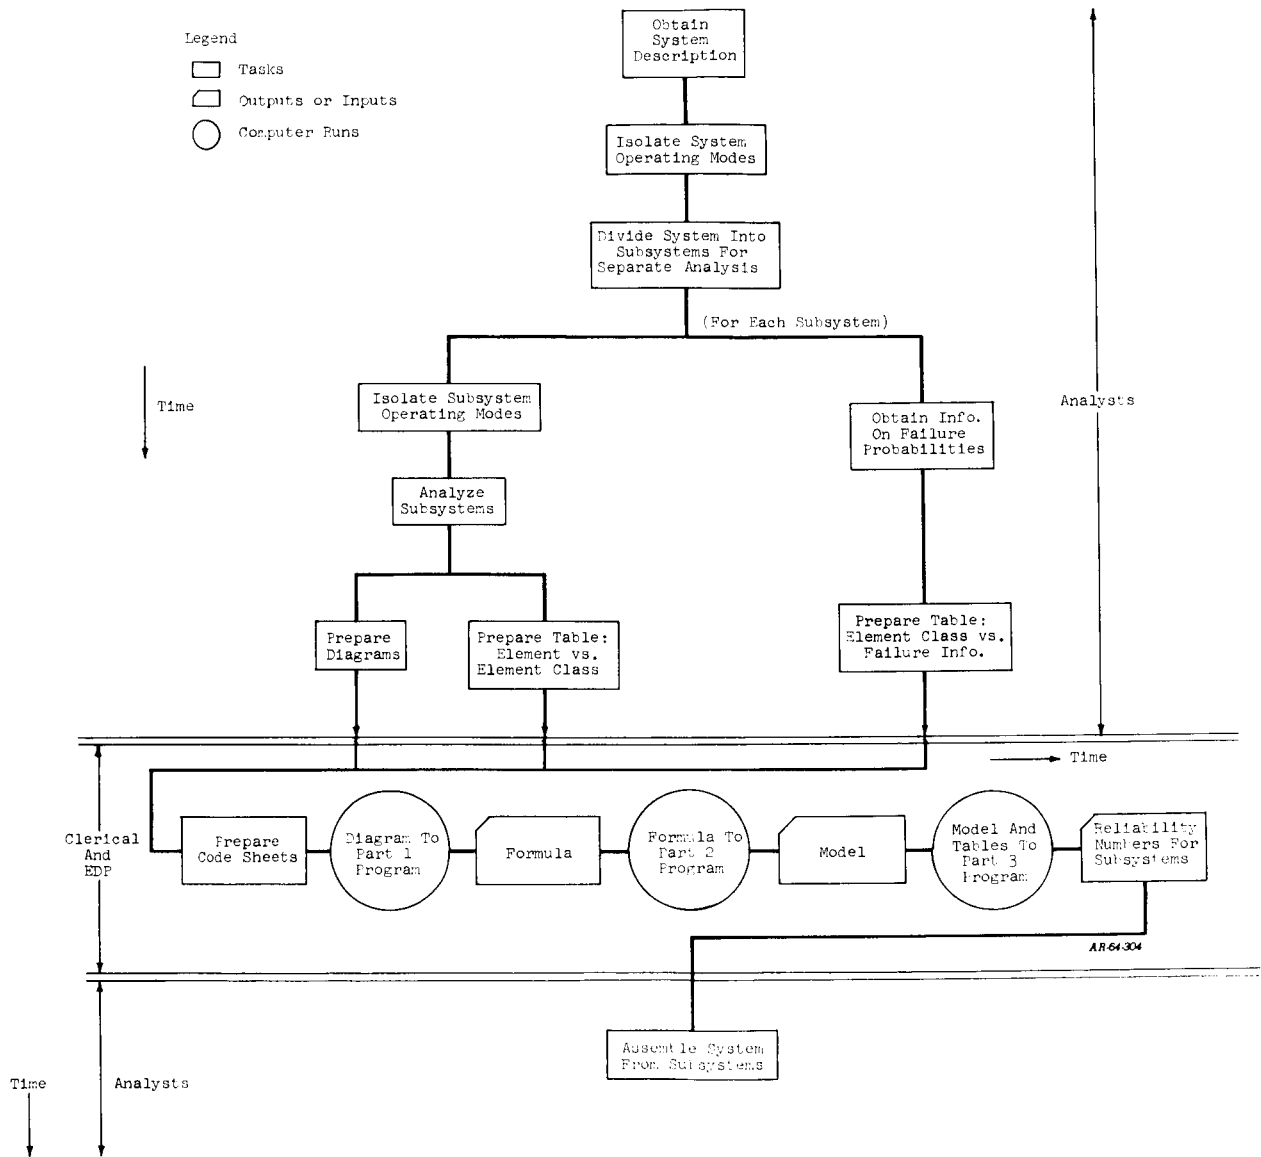 Legend
Tasks
Outputs or Inputs
Computer Runs
Obtain
System
Description
Isolate System
Operating Modes
Divide System Into
Subsystems For
Separate Analysis
(For Each Subsystem)
Time
Isolate Subsystem
Operating Modes
Obtain Info.
On Failure
Probabilities
Analysts
Analyze
Subsystems
Prepare
Diagrams
Prepare Table:
Element vs.
Element Class
Prepare Table:
Element Class vs.
Failure Info.
Time
Clerical
And
EDP
Prepare
Code Sheets
Diagram To
Part 1
Program
Formula
Formula To
Part 2
Program
Model
Model And
Tables To
Part 3
Program
Reliability
Numbers For
Subsystems
AR-64-304
Assemble System
From Subsystems
Time
Analysts